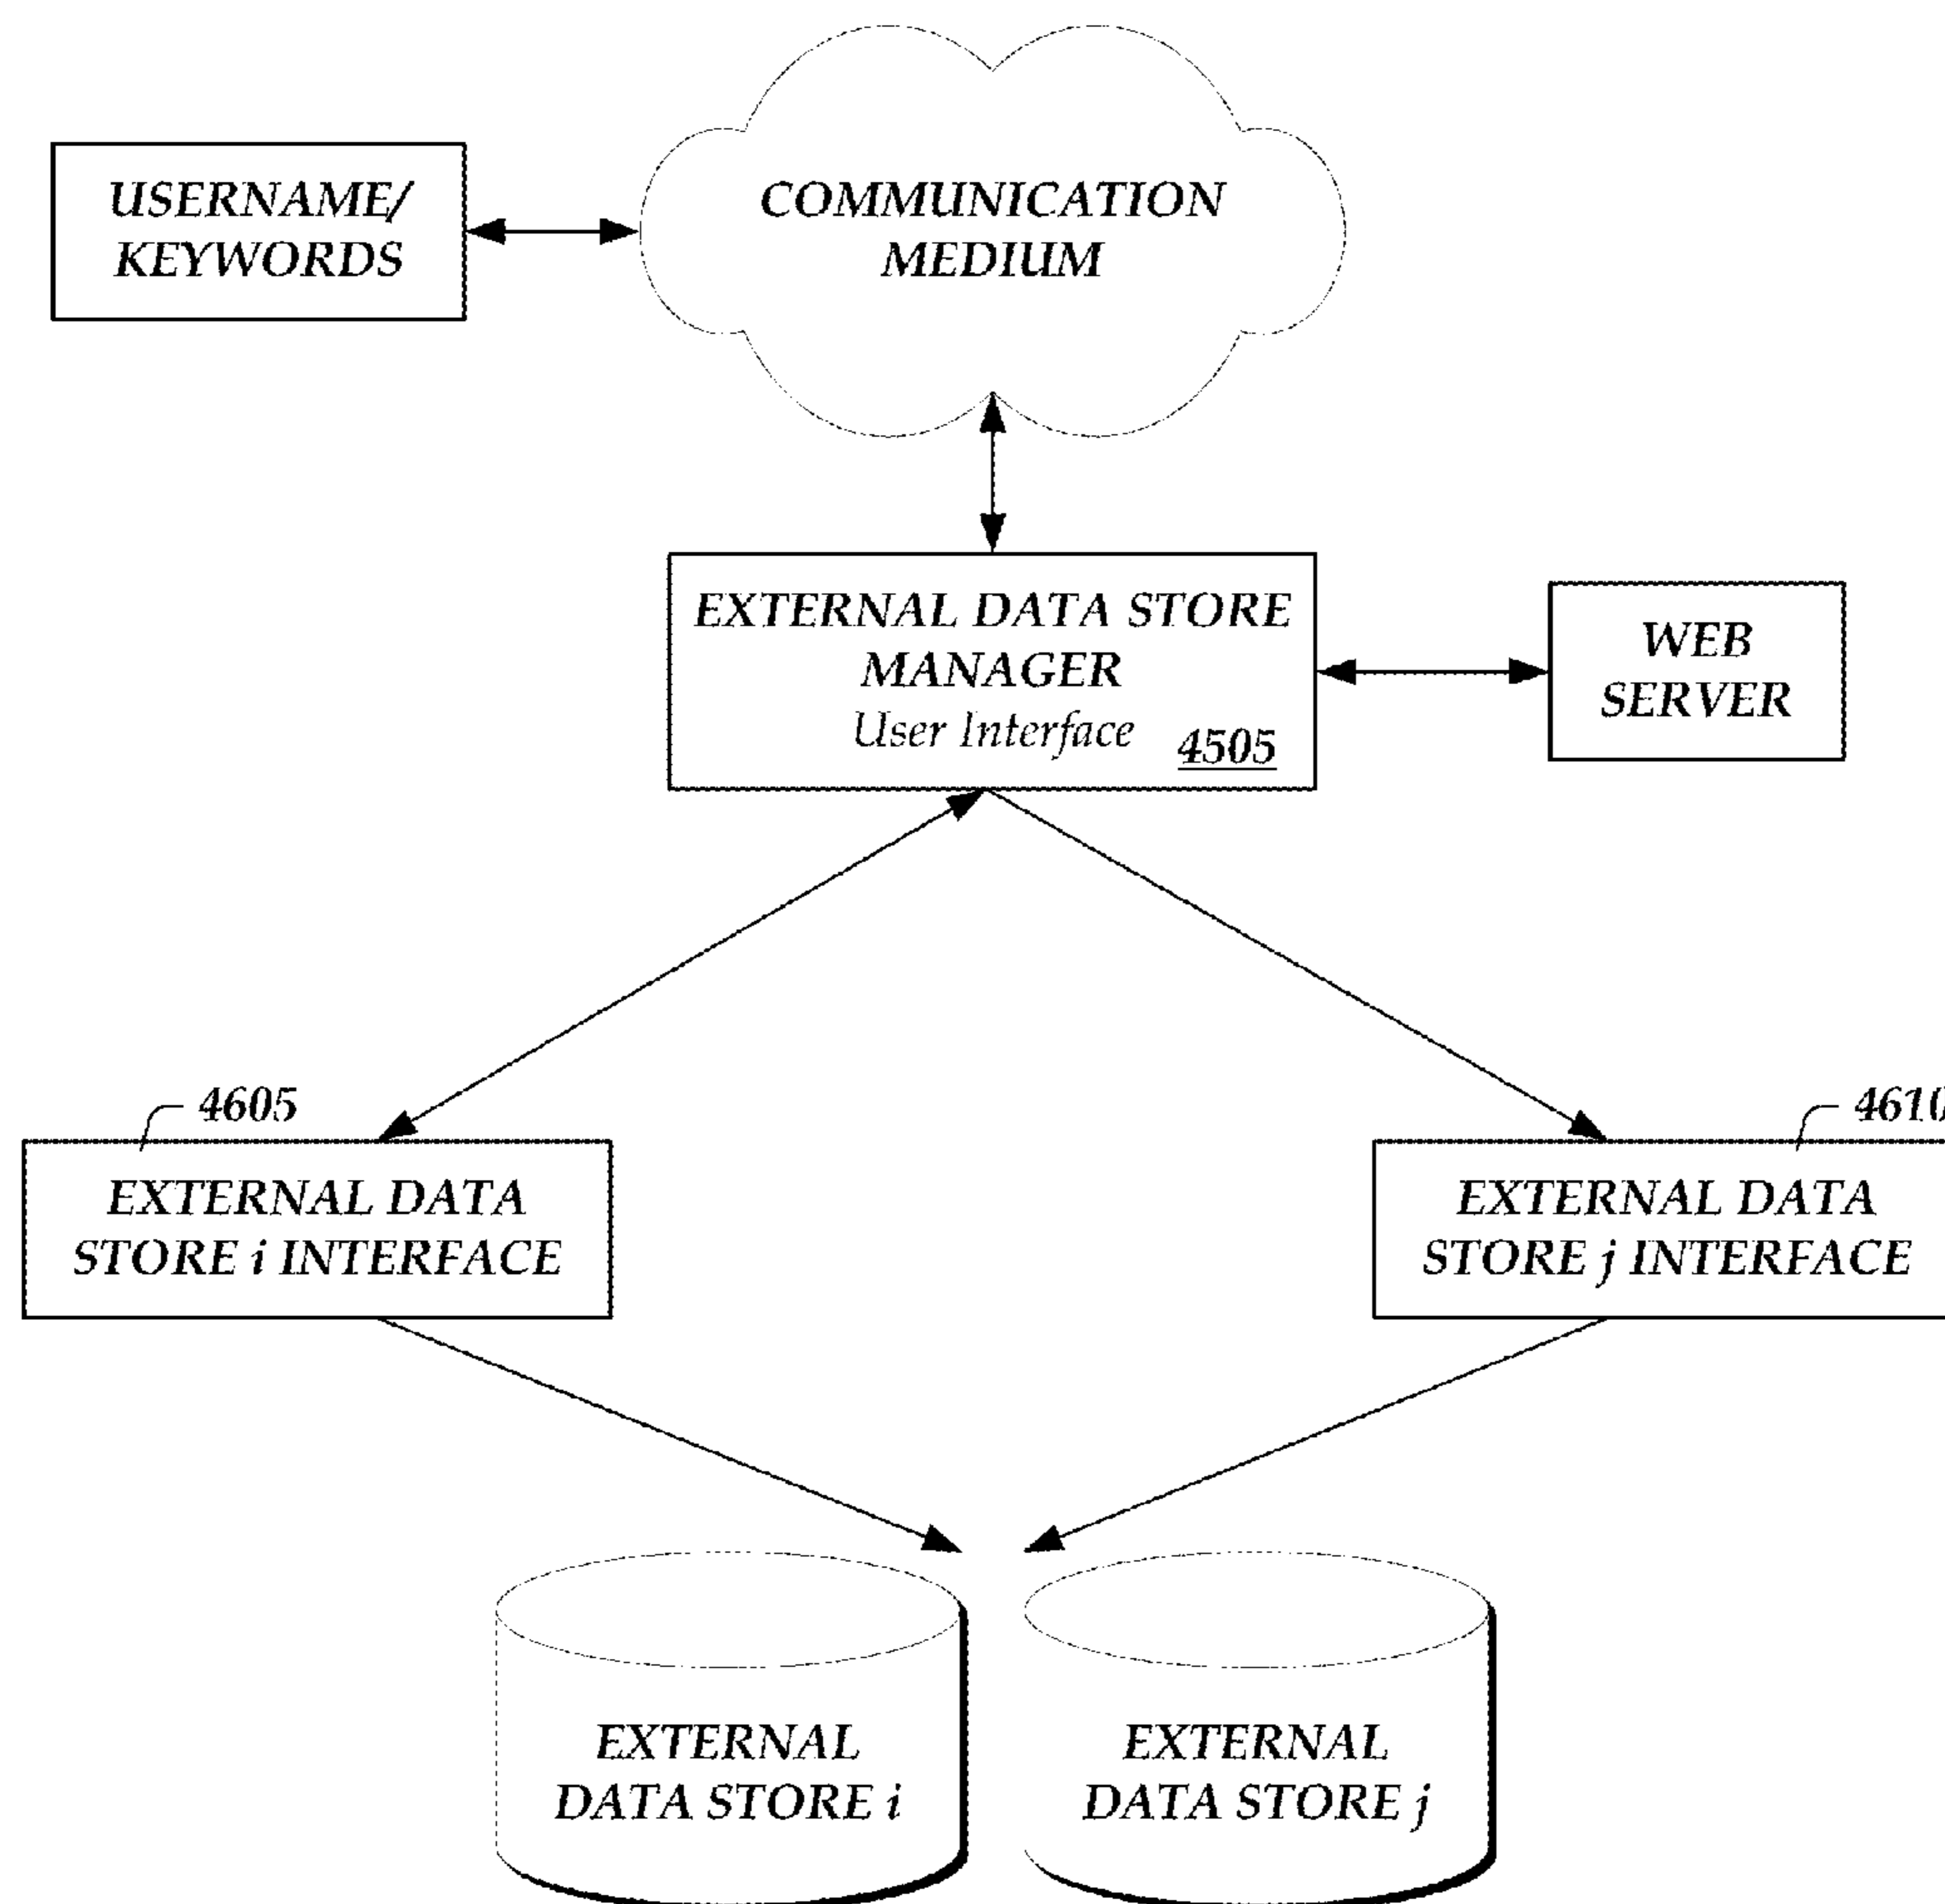 USERNAME/
KEYWORDS
COMMUNICATION
MEDIUM
EXTERNAL DATA STORE
MANAGER
User Interface
4505
WEB
SERVER
4605
EXTERNAL DATA
STORE i INTERFACE
4610
EXTERNAL DATA
STORE j INTERFACE
EXTERNAL
DATA STORE i
EXTERNAL
DATA STORE j